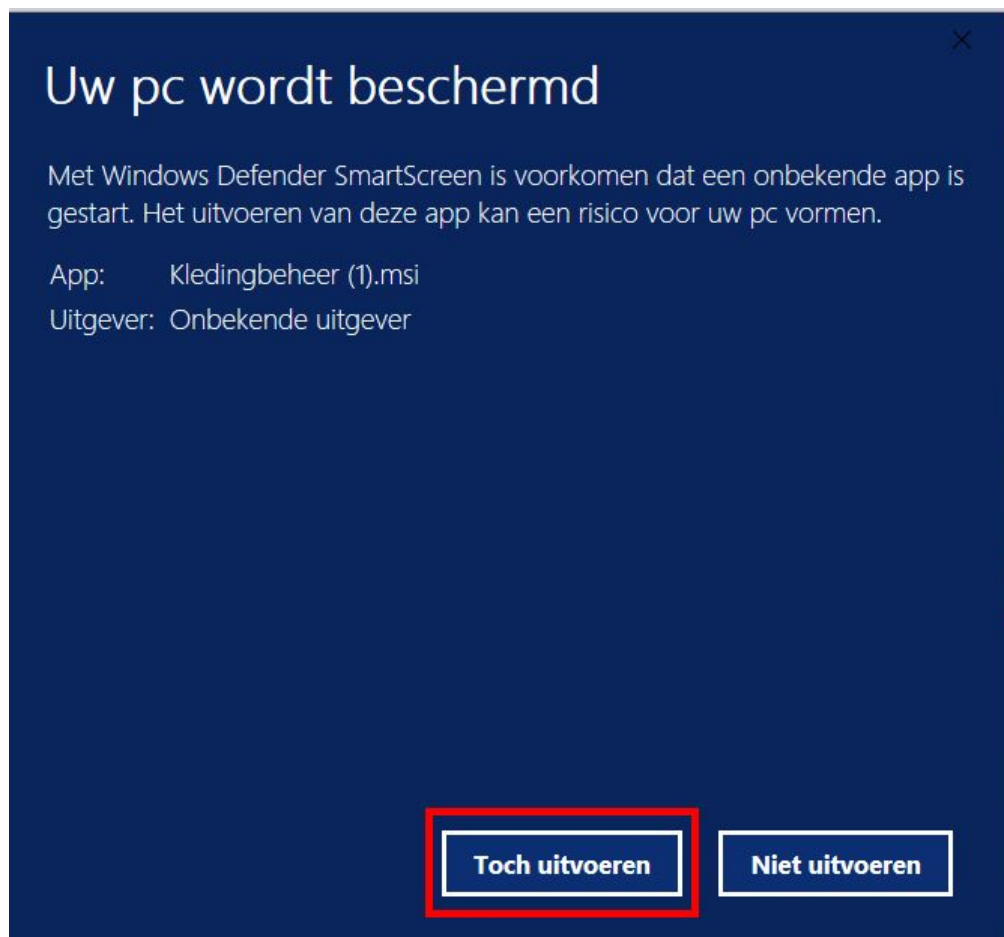 Uw pc wordt beschermd
Met Windows Defender SmartScreen is voorkomen dat een onbekende app is
gestart. Het uitvoeren van deze app kan een risico voor uw pc vormen.
App: Kledingbeheer (1).msi
Uitgever: Onbekende uitgever
Toch uitvoeren Niet uitvoeren